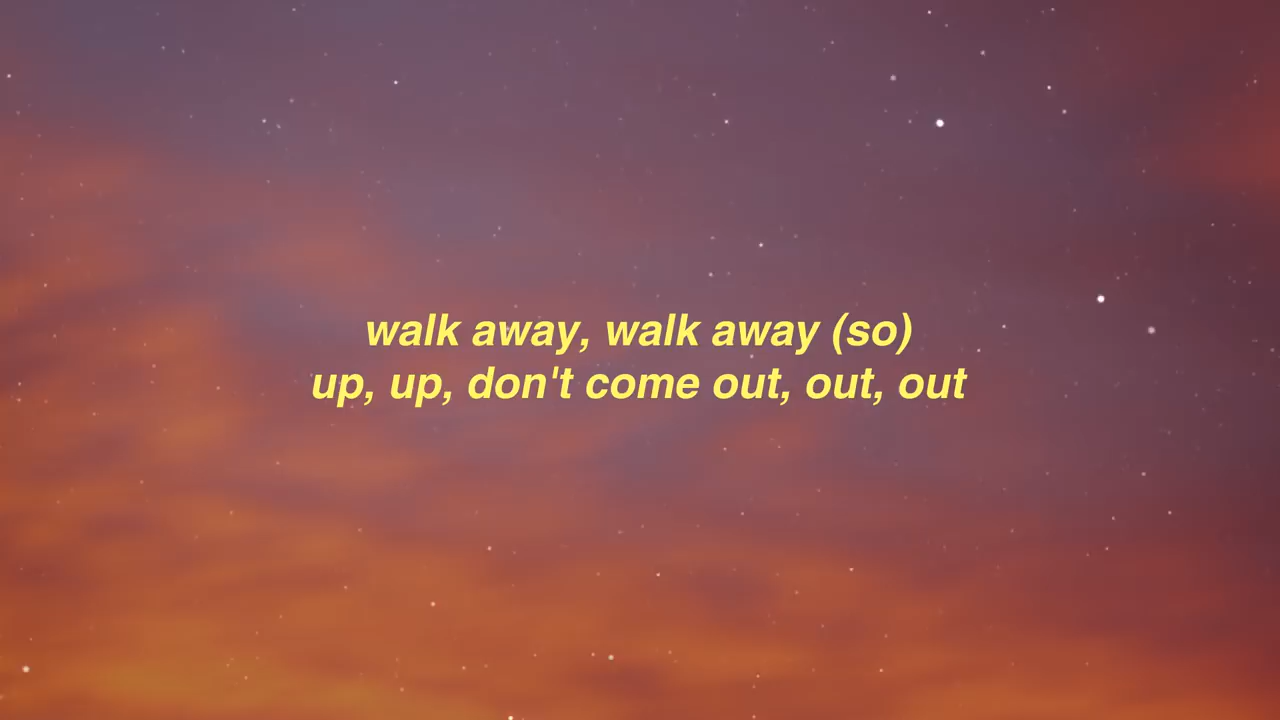 walk away, walk away (so)
up, up, don't come out, out, out